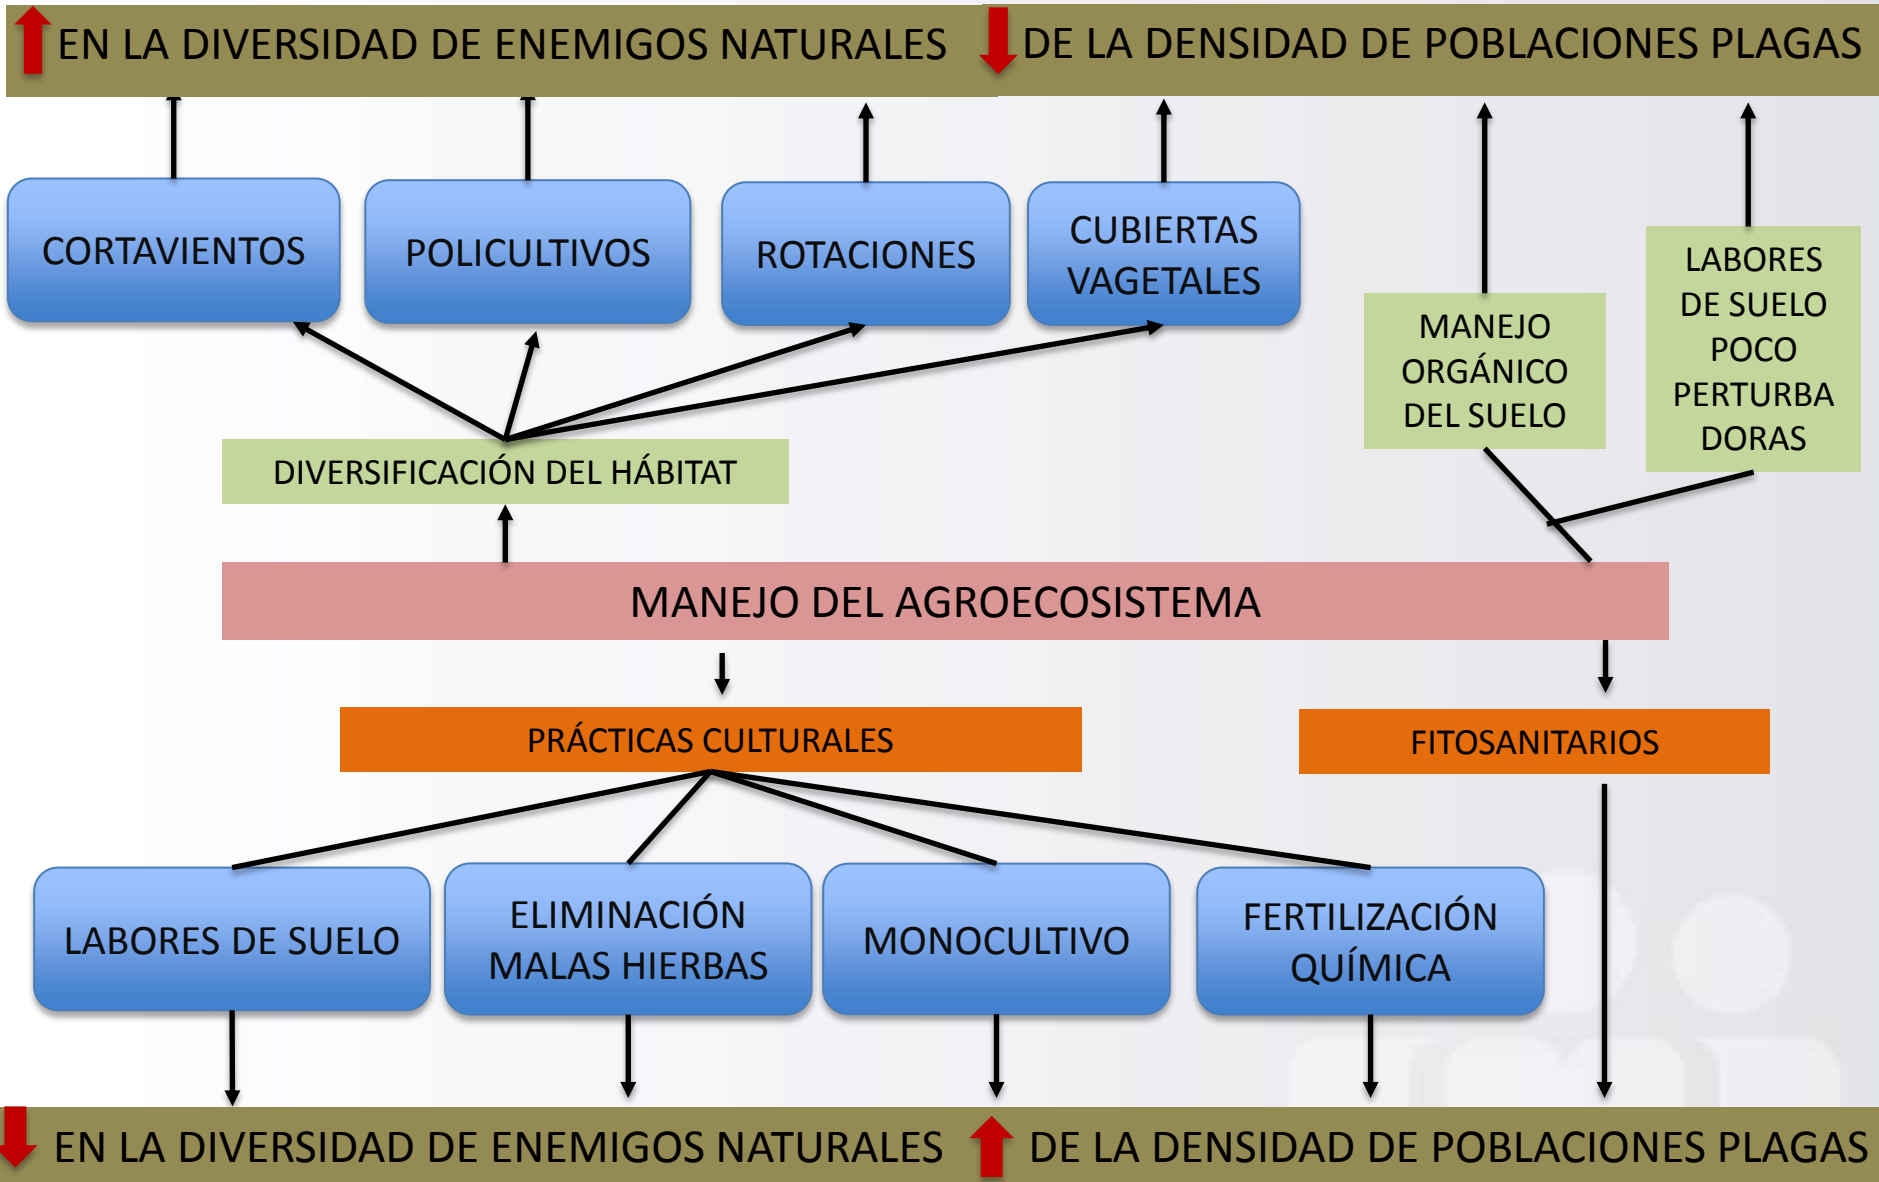 EN LA DIVERSIDAD DE ENEMIGOS NATURALES
DE LA DENSIDAD DE POBLACIONES PLAGAS
CORTAVIENTOS
POLICULTIVOS
ROTACIONES
CUBIERTAS
VAGETALES
MANEJO
ORGÁNICO
DEL SUELO
LABORES
DE SUELO
POCO
PERTURBA
DORAS
DIVERSIFICACIÓN DEL HÁBITAT
MANEJO DEL AGROECOSISTEMA
PRÁCTICAS CULTURALES
FITOSANITARIOS
LABORES DE SUELO
ELIMINACIÓN
MALAS HIERBAS
MONOCULTIVO
FERTILIZACIÓN
QUÍMICA
EN LA DIVERSIDAD DE ENEMIGOS NATURALES
DE LA DENSIDAD DE POBLACIONES PLAGAS